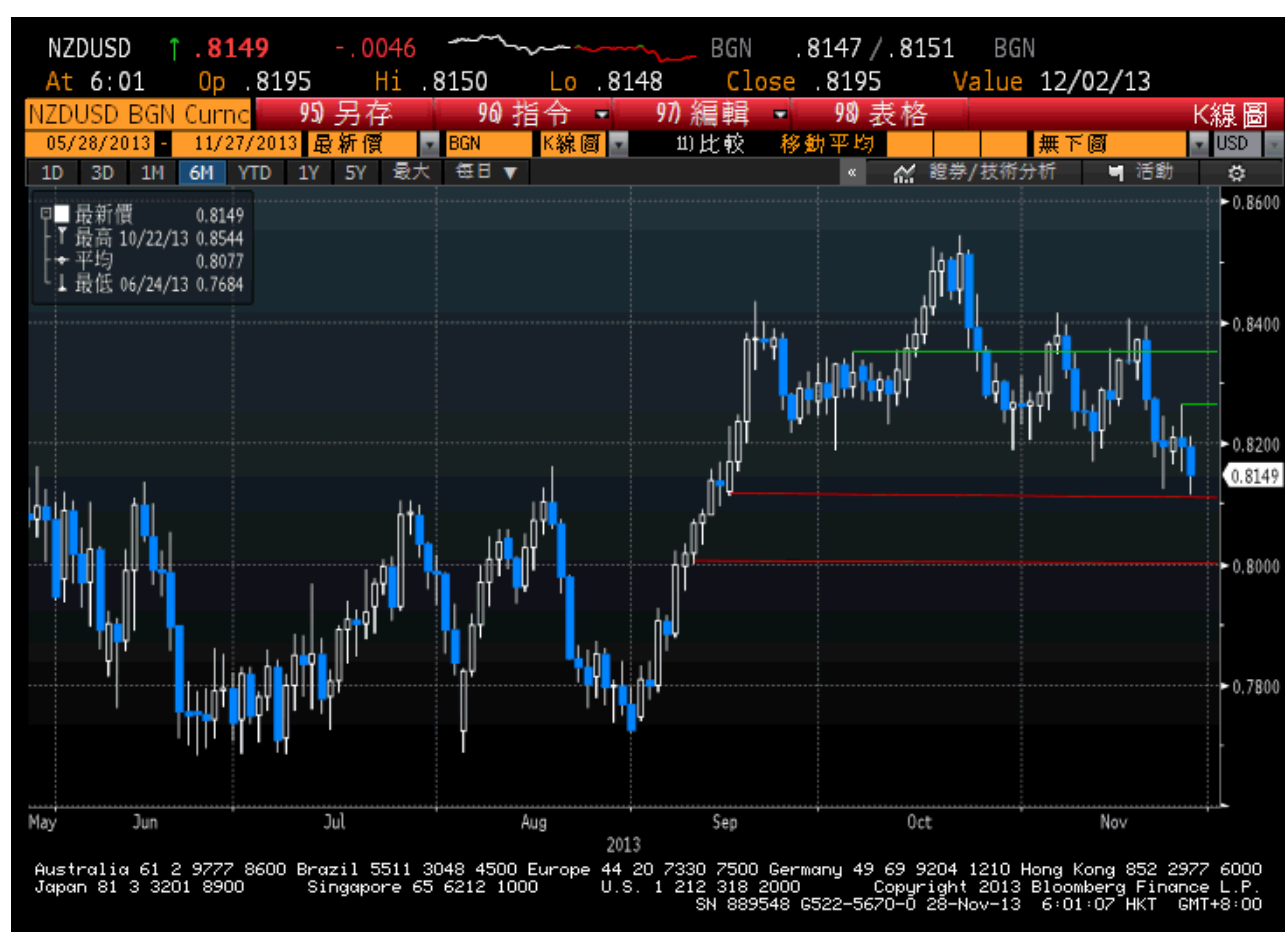 NZDUSD ↑ .8149 -.0046 BGN .8147 / .8151 BGN
At 6:01 Op .8195 Hi .8150 Lo .8148 Close .8195 Value 12/02/13
NZDUSD BGN Curnc 95) 另存 96) 指令 97) 編輯 98) 表格 K線圖
05/28/2013 - 11/27/2013 最新價 BGN K線圖 11) 比較 移動平均 無下圖 USD
1D 3D 1M 6M YTD 1Y 5Y 最大 每日 ▼ « 證券/技術分析 活動
最新價 0.8149
最高 10/22/13 0.8544
平均 0.8077
最低 06/24/13 0.7684
0.8600
0.8400
0.8200
0.8149
0.8000
0.7800
May Jun Jul Aug Sep Oct Nov
2013
Australia 61 2 9777 8600 Brazil 5511 3048 4500 Europe 44 20 7330 7500 Germany 49 69 9204 1210 Hong Kong 852 2977 6000
Japan 81 3 3201 8900 Singapore 65 6212 1000 U.S. 1 212 318 2000 Copyright 2013 Bloomberg Finance L.P.
SN 889548 G522-5670-0 28-Nov-13 6:01:07 HKT GMT+8:00